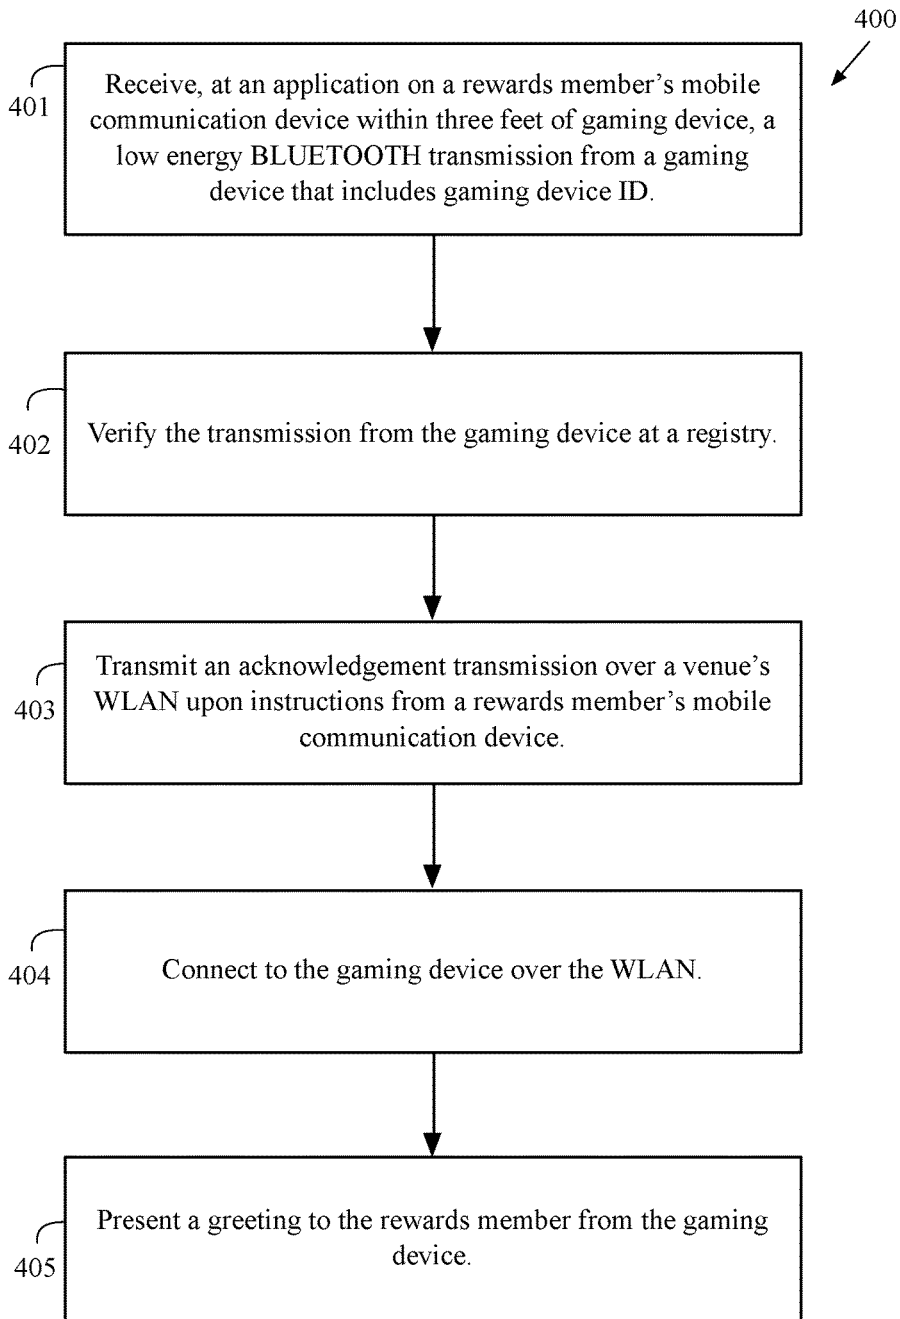 400
401
Receive, at an application on a rewards member’s mobile
communication device within three feet of gaming device, a
low energy BLUETOOTH transmission from a gaming
device that includes gaming device ID.
402
Verify the transmission from the gaming device at a registry.
403
Transmit an acknowledgement transmission over a venue’s
WLAN upon instructions from a rewards member’s mobile
communication device.
404
Connect to the gaming device over the WLAN.
405
Present a greeting to the rewards member from the gaming
device.